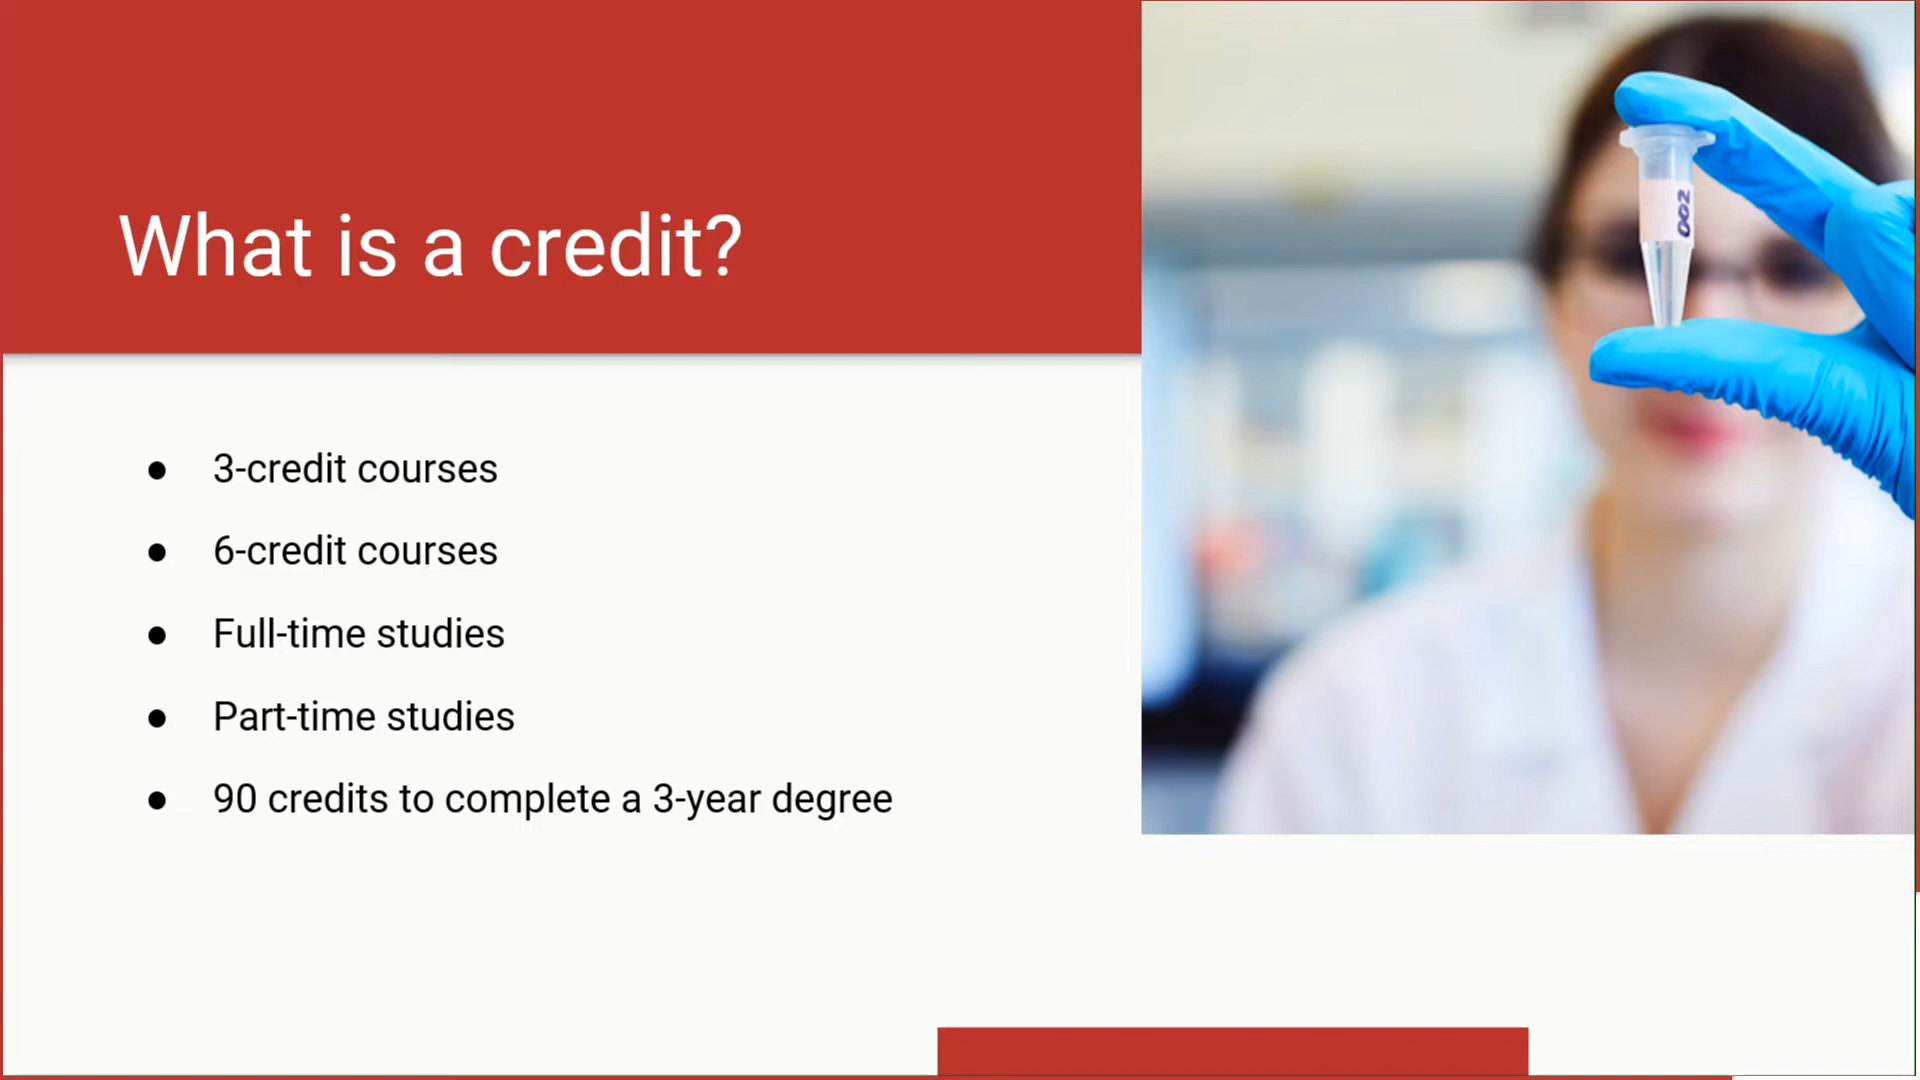 What is a credit?
3-credit courses
6-credit courses
Full-time studies
Part-time studies
90 credits to complete a 3-year degree
002